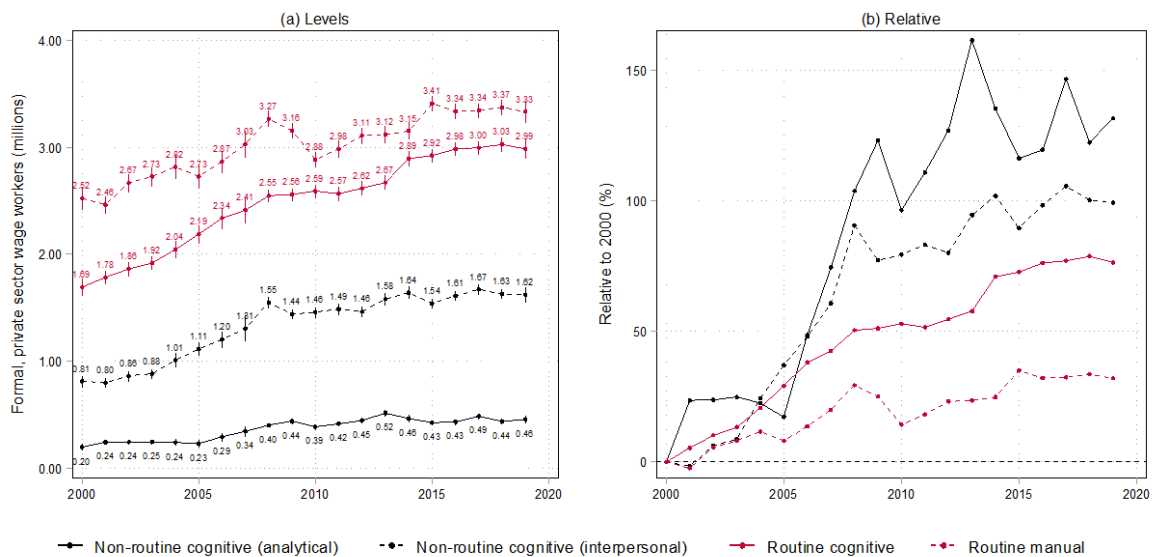 (a) Levels
(b) Relative
Formal, private sector wage workers (millions)
4.00
3.00
2.00
1.00
0.00
2.52 2.46 2.67 2.73 2.82 2.73 2.87 3.03 3.27 3.16 2.88 2.98 3.11 3.12 3.15 3.41 3.34 3.34 3.37 3.33
1.69 1.78 1.86 1.92 2.04 2.19 2.34 2.41 2.55 2.56 2.59 2.57 2.62 2.67 2.89 2.92 2.98 3.00 3.03 2.99
0.81 0.80 0.86 0.88 1.01 1.11 1.20 1.31 1.55 1.44 1.46 1.49 1.46 1.58 1.64 1.54 1.61 1.67 1.63 1.62
0.20 0.24 0.24 0.25 0.24 0.23 0.29 0.34 0.40 0.44 0.39 0.42 0.45 0.52 0.46 0.43 0.43 0.49 0.44 0.46
2000 2005 2010 2015 2020
Relative to 2000 (%)
150
100
50
0
2000 2005 2010 2015 2020
Non-routine cognitive (analytical) Non-routine cognitive (interpersonal) Routine cognitive Routine manual